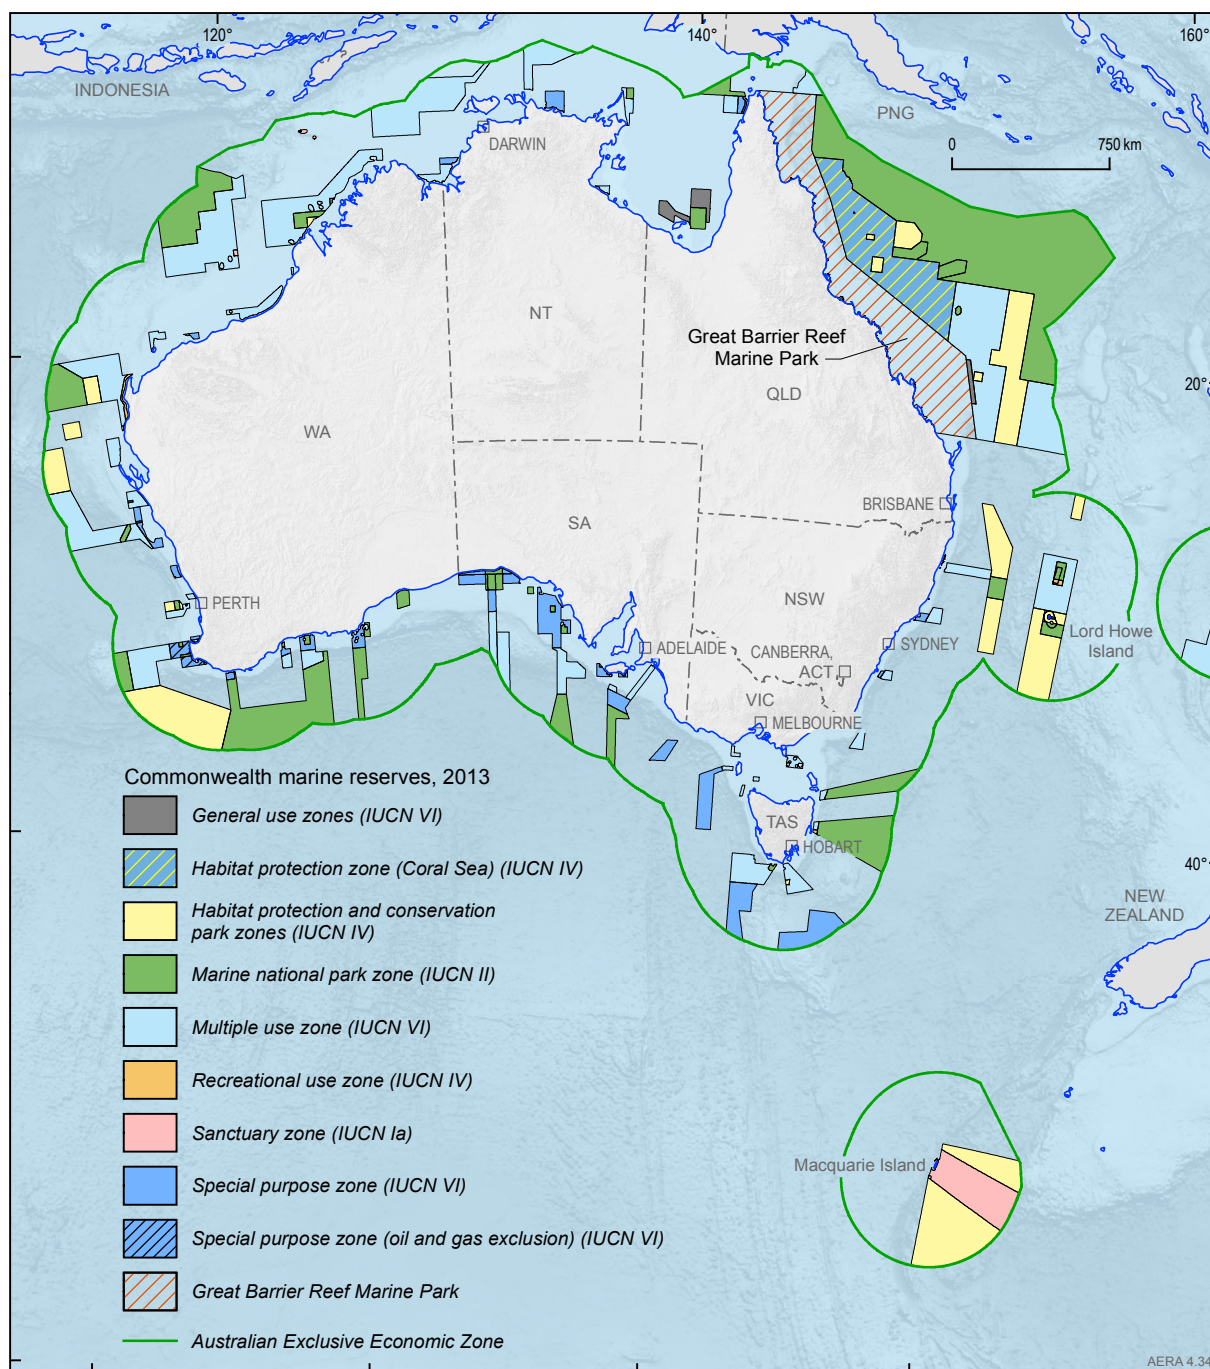 120°
140°
160°
INDONESIA
PNG
0
750 km
DARWIN
NT
Great Barrier Reef
Marine Park
20°
QLD
WA
SA
BRISBANE
NSW
PERTH
ADELAIDE
CANBERRA,
ACT
SYDNEY
Lord Howe
Island
VIC
MELBOURNE
TAS
HOBART
40°
NEW
ZEALAND
Macquarie Island
Commonwealth marine reserves, 2013
General use zones (IUCN VI)
Habitat protection zone (Coral Sea) (IUCN IV)
Habitat protection and conservation
park zones (IUCN IV)
Marine national park zone (IUCN II)
Multiple use zone (IUCN VI)
Recreational use zone (IUCN IV)
Sanctuary zone (IUCN Ia)
Special purpose zone (IUCN VI)
Special purpose zone (oil and gas exclusion) (IUCN VI)
Great Barrier Reef Marine Park
Australian Exclusive Economic Zone
AERA 4.34